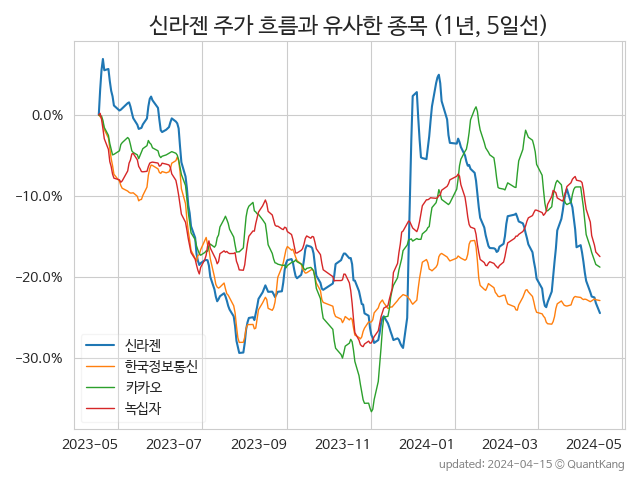 신라젠 주가 흐름과 유사한 종목 (1년, 5일선)
0.0%
−10.0%
−20.0%
−30.0%
신라젠
한국정보통신
카카오
녹십자
2023-05 2023-07 2023-09 2023-11 2024-01 2024-03 2024-05
updated: 2024-04-15 © QuantKang